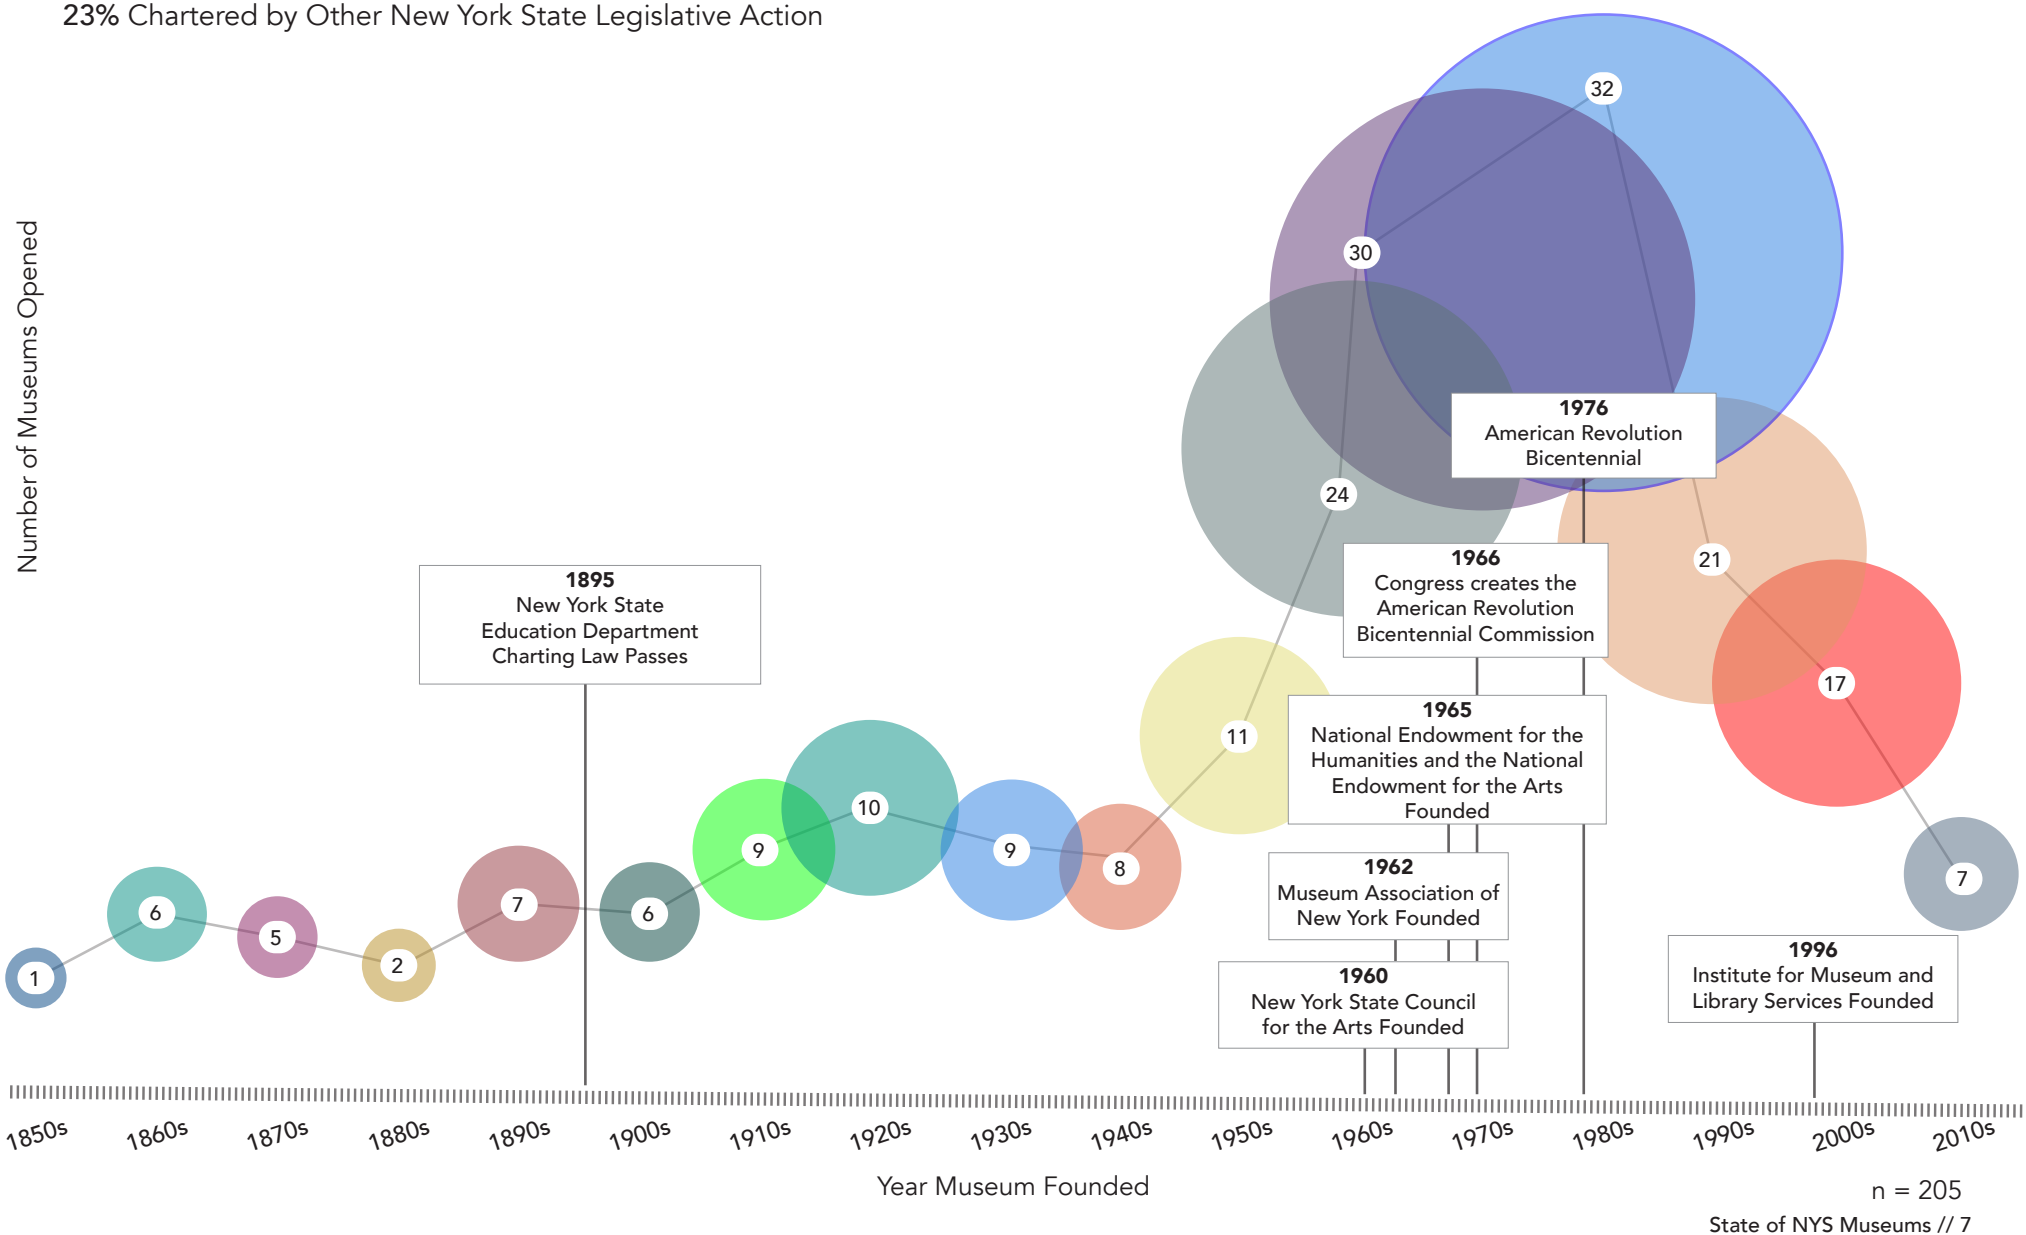 23% Chartered by Other New York State Legislative Action
Number of Museums Opened
32
30
24
1976
American Revolution
Bicentennial
1966
Congress creates the
American Revolution
Bicentennial Commission
21
1895
New York State
Education Department
Charting Law Passes
17
1965
National Endowment for the
Humanities and the National
Endowment for the Arts
Founded
11
10
9
9
8
1962
Museum Association of
New York Founded
7
6
7
6
5
2
1
1960
New York State Council
for the Arts Founded
1996
Institute for Museum and
Library Services Founded
1850s 1860s 1870s 1880s 1890s 1900s 1910s 1920s 1930s 1940s 1950s 1960s 1970s 1980s 1990s 2000s 2010s
Year Museum Founded
n = 205
State of NYS Museums // 7